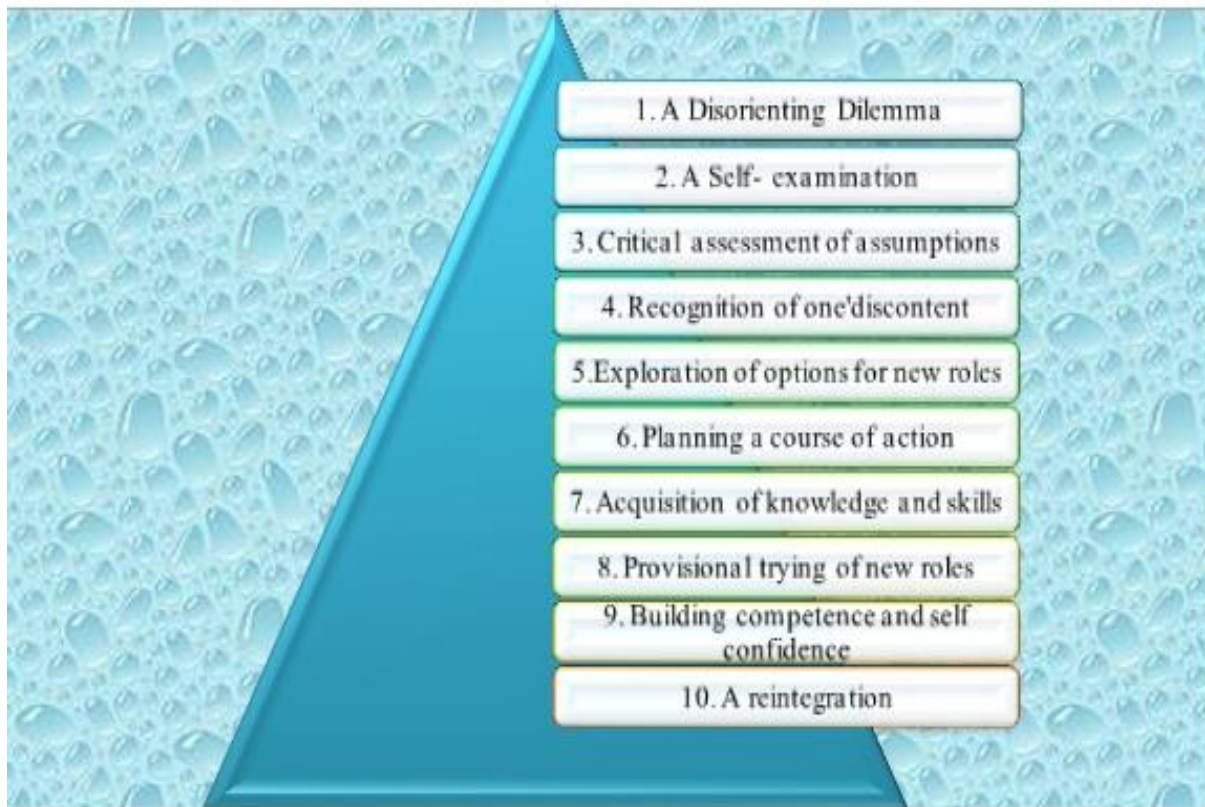 1. A Disorienting Dilemma
2. A Self- examination
3. Critical assessment of assumptions
4. Recognition of one'discontent
5.Exploration of options for new roles
6. Planning a course of action
7. Acquisition of knowledge and skills
8. Provisional trying of new roles
9. Building competence and self
confidence
10. A reintegration